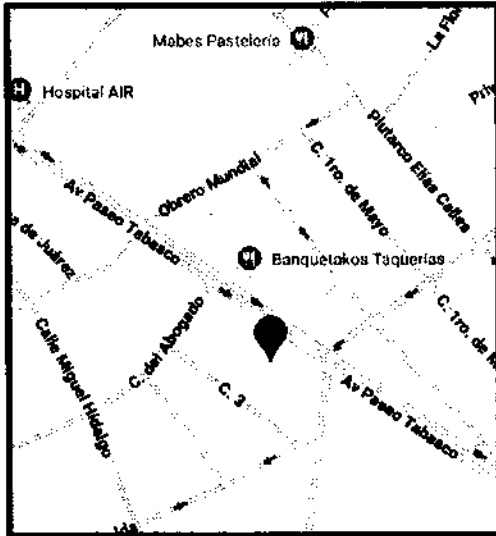 Mabes Pastelería
La Flo
Hospital AIR
Priv
Plutarco Elías Calles
C. 1ro. de Mayo
Obrero Mundial
Av Paseo Tabasco
de Juárez
Banquetakos Taquerías
C. del Abogado
C. 1ro. de M
Calle Miguel Hidalgo
C. 3
Av Paseo Tabasco